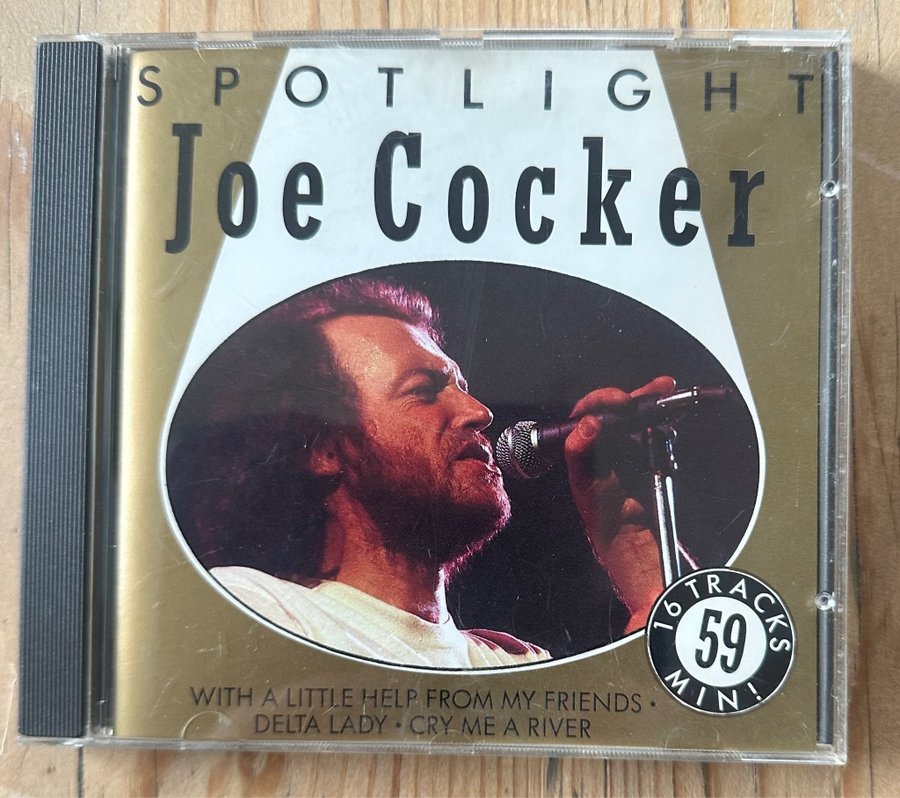 SPOTLIGHT
Joe Cocker
16 TRACKS
59
MIN!
WITH A LITTLE HELP FROM MY FRIENDS •
DELTA LADY • CRY ME A RIVER